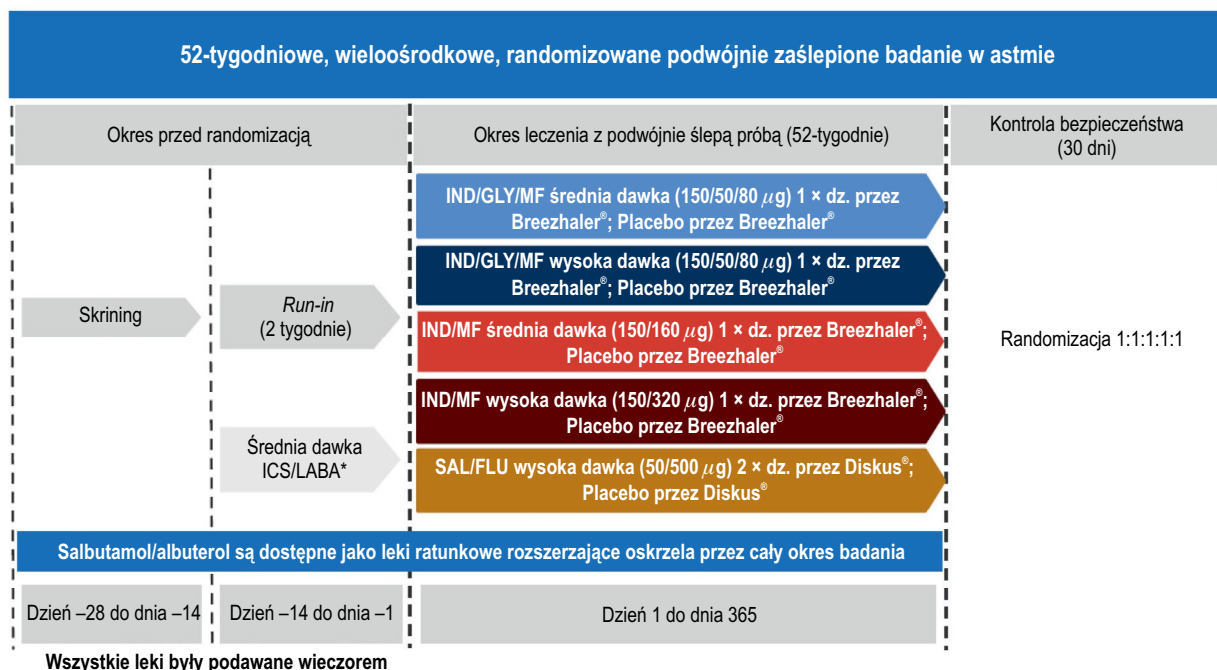 52-tygodniowe, wieloośrodkowe, randomizowane podwójnie zaślepione badanie w astmie
Okres przed randomizacją
Okres leczenia z podwójnie ślepą próbą (52-tygodnie)
Kontrola bezpieczeństwa
(30 dni)
Skrining
Run-in
(2 tygodnie)
Średnia dawka
ICS/LABA*
IND/GLY/MF średnia dawka (150/50/80 µg) 1 × dz. przez
Breezhaler®; Placebo przez Breezhaler®
IND/GLY/MF wysoka dawka (150/50/80 µg) 1 × dz. przez
Breezhaler®; Placebo przez Breezhaler®
IND/MF średnia dawka (150/160 µg) 1 × dz. przez Breezhaler®;
Placebo przez Breezhaler®
IND/MF wysoka dawka (150/320 µg) 1 × dz. przez Breezhaler®;
Placebo przez Breezhaler®
SAL/FLU wysoka dawka (50/500 µg) 2 × dz. przez Diskus®;
Placebo przez Diskus®
Randomizacja 1:1:1:1:1
Salbutamol/albuterol są dostępne jako leki ratunkowe rozszerzające oskrzela przez cały okres badania
Dzień –28 do dnia –14
Dzień –14 do dnia –1
Dzień 1 do dnia 365
Wszystkie leki były podawane wieczorem